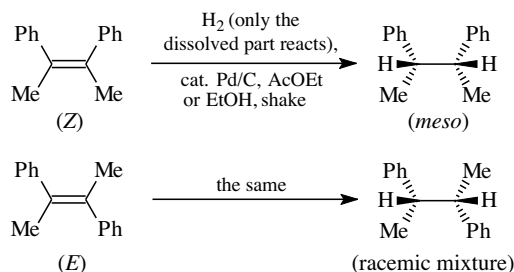 Ph Ph
Me Me
(Z)
H₂ (only the
dissolved part reacts),
cat. Pd/C, AcOEt
or EtOH, shake
Ph Ph
H H
Me Me
(meso)
Ph Me
Me Ph
(E)
the same
Ph Me
H H
Me Ph
(racemic mixture)